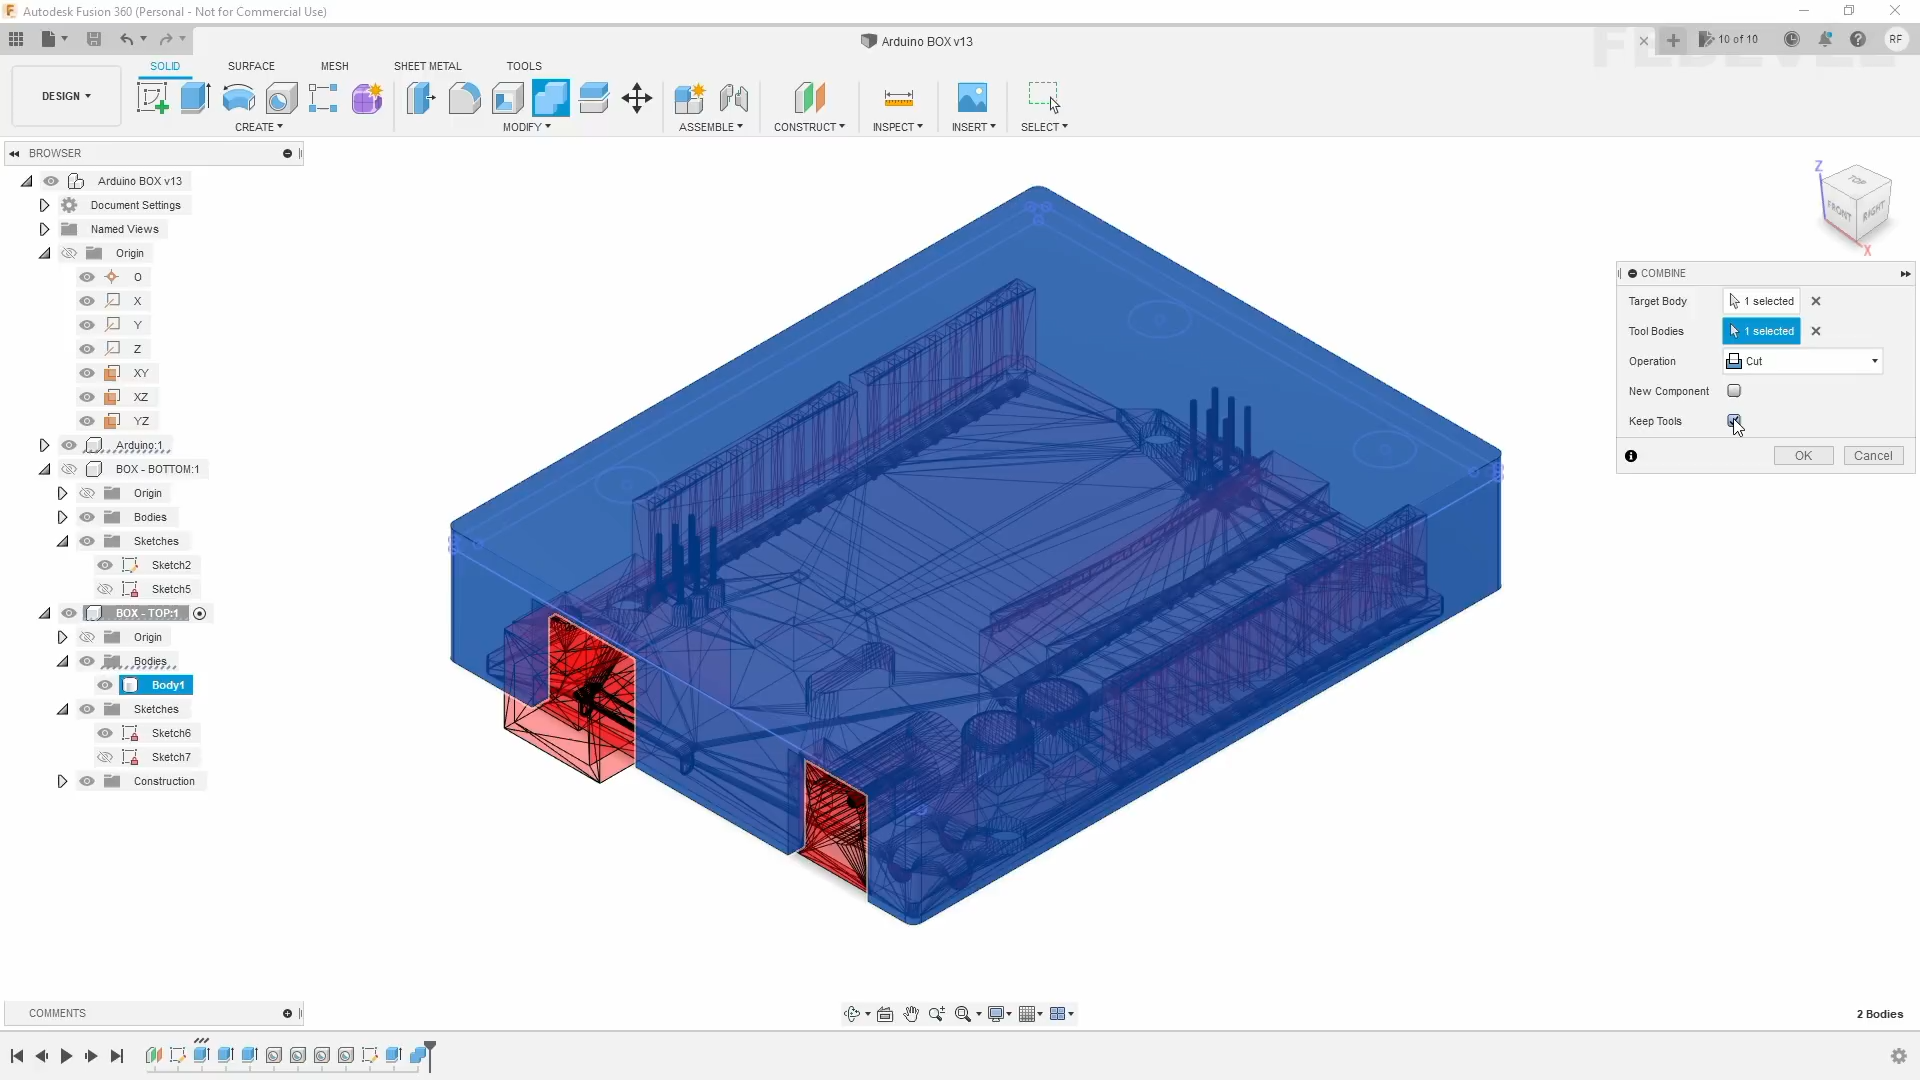 Autodesk Fusion 360 (Personal - Not for Commercial Use)
Arduino BOX v13
10 of 10
RF
DESIGN
SOLID
SURFACE
MESH
SHEET METAL
TOOLS
CREATE
MODIFY
ASSEMBLE
CONSTRUCT
INSPECT
INSERT
SELECT
BROWSER
Arduino BOX v13
Document Settings
Named Views
Origin
O
X
Y
Z
XY
XZ
YZ
Arduino:1
BOX - BOTTOM:1
Origin
Bodies
Sketches
Sketch2
Sketch5
BOX - TOP:1
Origin
Bodies
Body1
Sketches
Sketch6
Sketch7
Construction
Z
TOP
FRONT
RIGHT
X
COMBINE
Target Body
1 selected
Tool Bodies
1 selected
Operation
Cut
New Component
Keep Tools
OK
Cancel
COMMENTS
2 Bodies